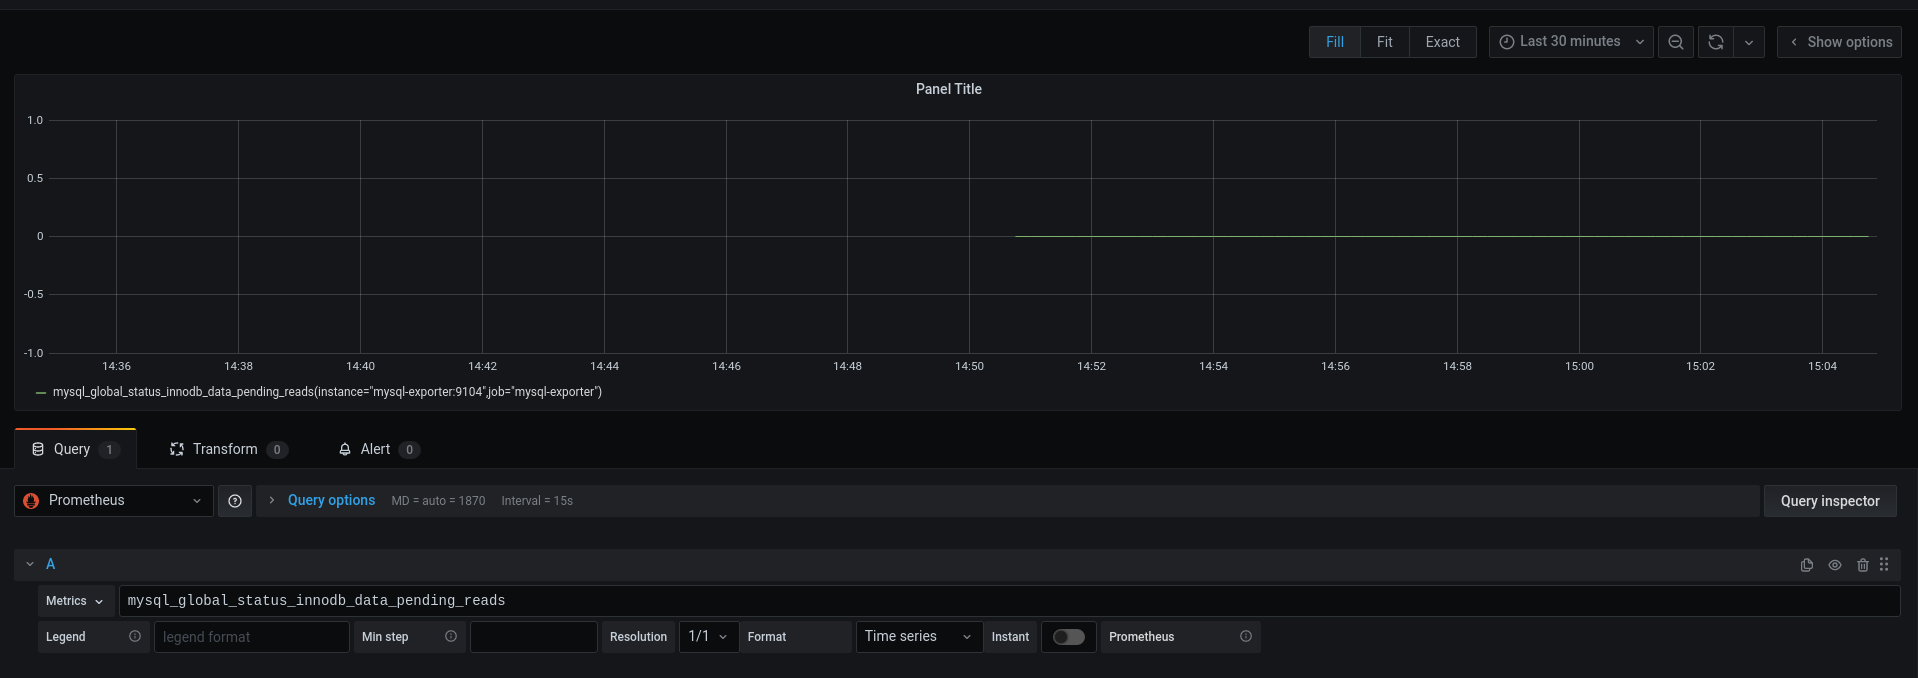 Fill Fit Exact Last 30 minutes Show options
Panel Title
1.0
0.5
0
-0.5
-1.0
14:36 14:38 14:40 14:42 14:44 14:46 14:48 14:50 14:52 14:54 14:56 14:58 15:00 15:02 15:04
mysql_global_status_innodb_data_pending_reads(instance="mysql-exporter:9104",job="mysql-exporter")
Query 1 Transform 0 Alert 0
Prometheus Query options MD = auto = 1870 Interval = 15s Query inspector
A
Metrics mysql_global_status_innodb_data_pending_reads
Legend legend format Min step Resolution 1/1 Format Time series Instant Prometheus